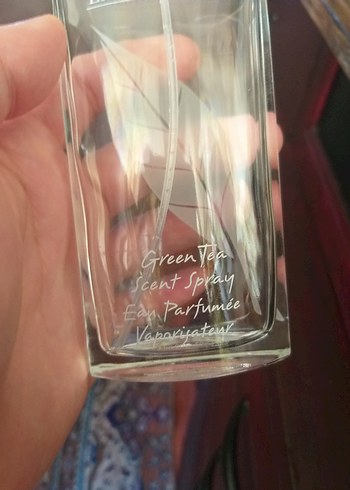 Green Tea
Scent Spray
Eau Parfumée
Vaporisateur